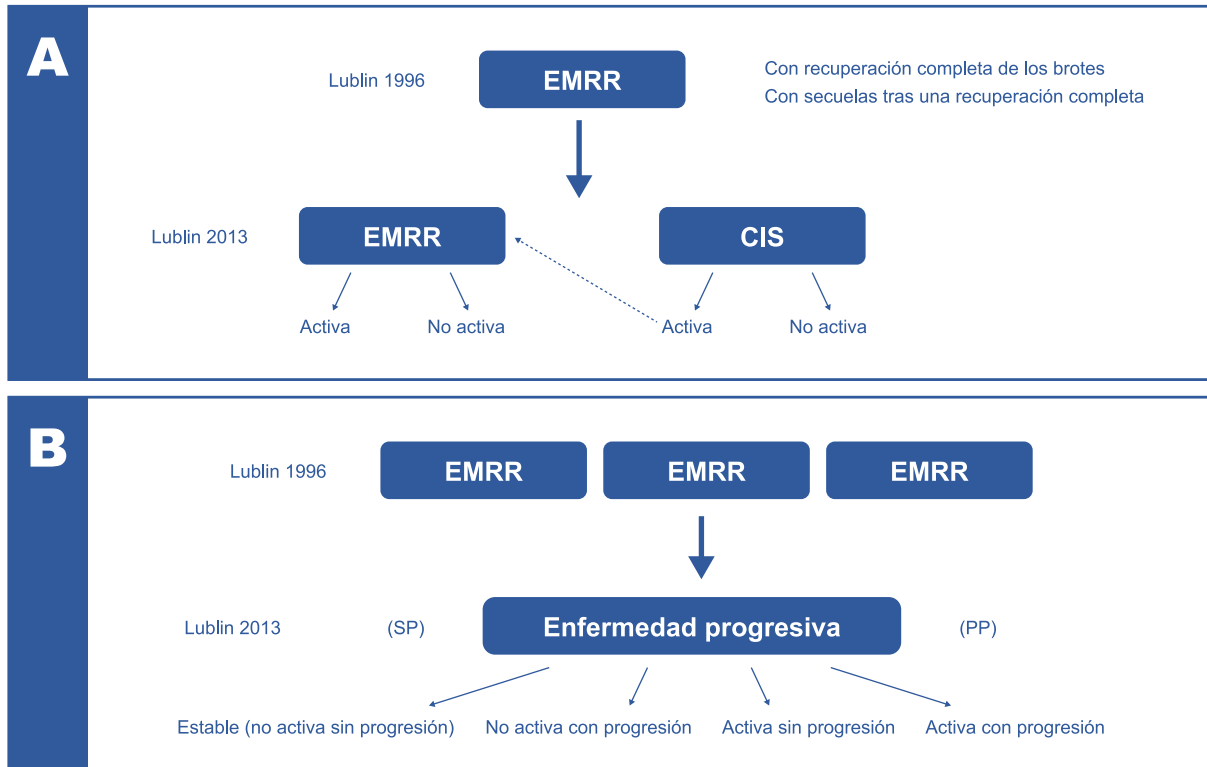 A
Lublin 1996
EMRR
Con recuperación completa de los brotes
Con secuelas tras una recuperación completa
Lublin 2013
EMRR
CIS
Activa
No activa
Activa
No activa
B
Lublin 1996
EMRR
EMRR
EMRR
Lublin 2013
(SP)
Enfermedad progresiva
(PP)
Estable (no activa sin progresión)
No activa con progresión
Activa sin progresión
Activa con progresión